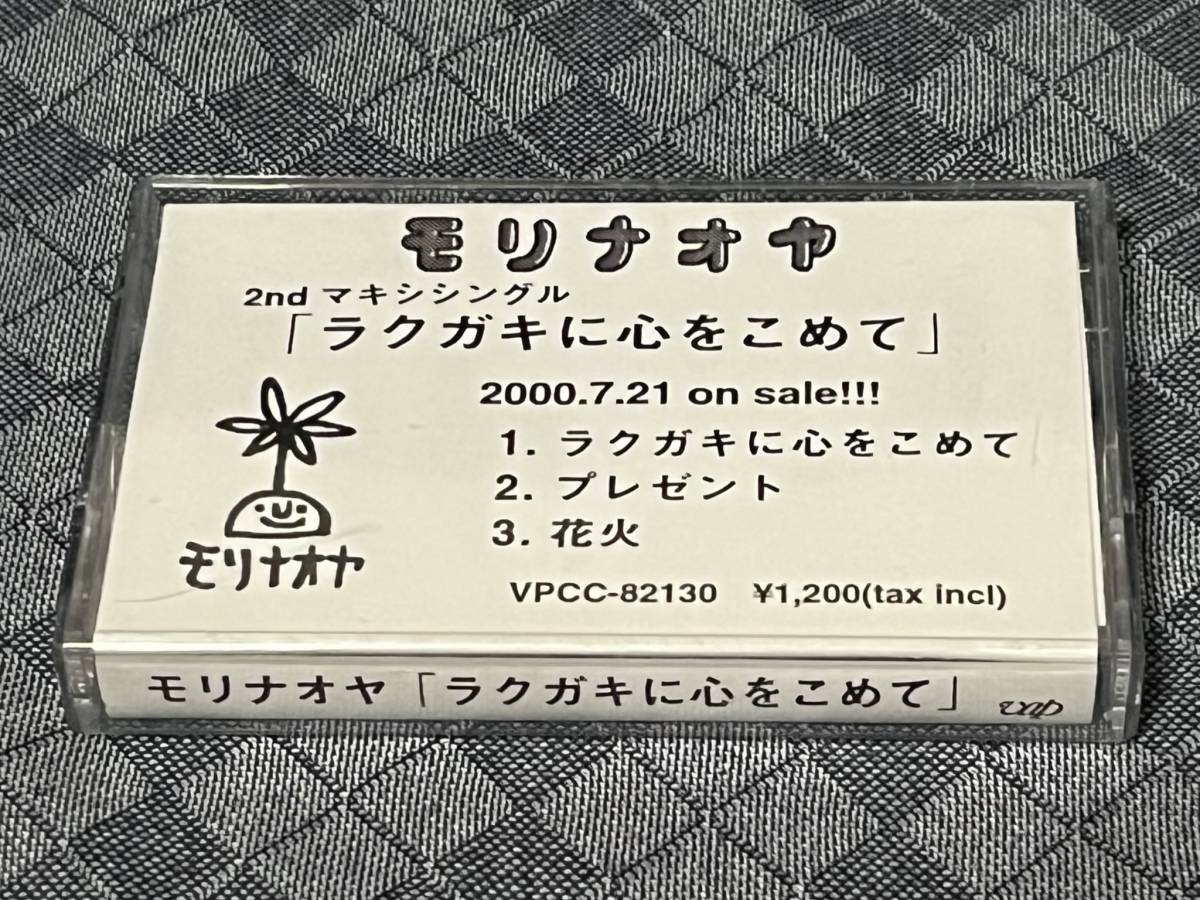 モリナオヤ
2nd マキシシングル
「ラクガキに心をこめて」
2000.7.21 on sale!!!
1. ラクガキに心をこめて
2. プレゼント
3. 花火
モリナオヤ
VPCC-82130 ¥1,200(tax incl)
モリナオヤ「ラクガキに心をこめて」 vap